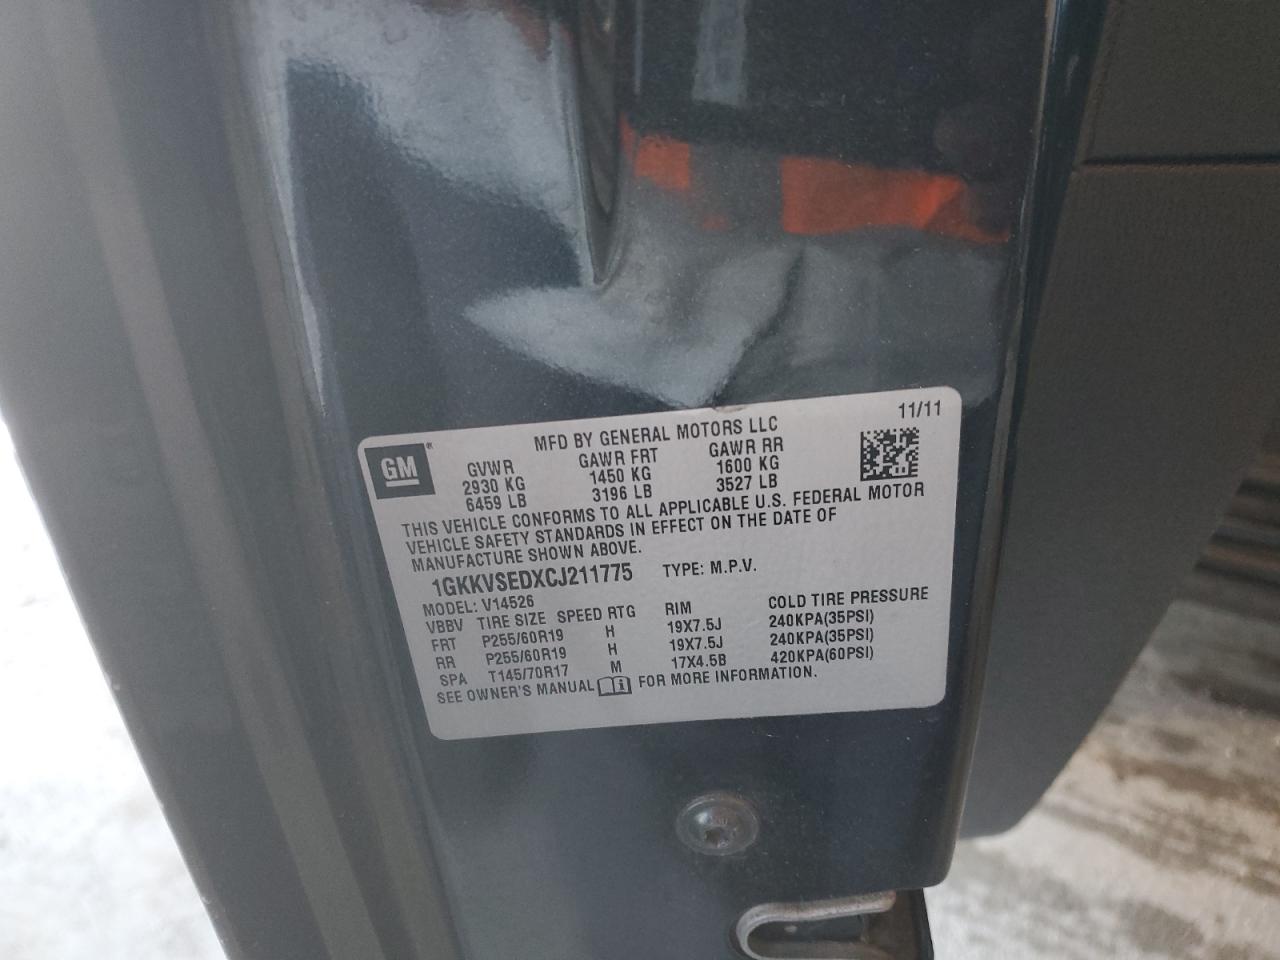 11/11
GM®
MFD BY GENERAL MOTORS LLC
GVWR GAWR FRT GAWR RR
2930 KG 1450 KG 1600 KG
6459 LB 3196 LB 3527 LB
THIS VEHICLE CONFORMS TO ALL APPLICABLE U.S. FEDERAL MOTOR
VEHICLE SAFETY STANDARDS IN EFFECT ON THE DATE OF
MANUFACTURE SHOWN ABOVE.
1GKKVSEDXCJ211775 TYPE: M.P.V.
MODEL: V14526
VBBV TIRE SIZE SPEED RTG RIM COLD TIRE PRESSURE
FRT P255/60R19 H 19X7.5J 240KPA(35PSI)
RR P255/60R19 H 19X7.5J 240KPA(35PSI)
SPA T145/70R17 M 17X4.5B 420KPA(60PSI)
SEE OWNER'S MANUAL i FOR MORE INFORMATION.